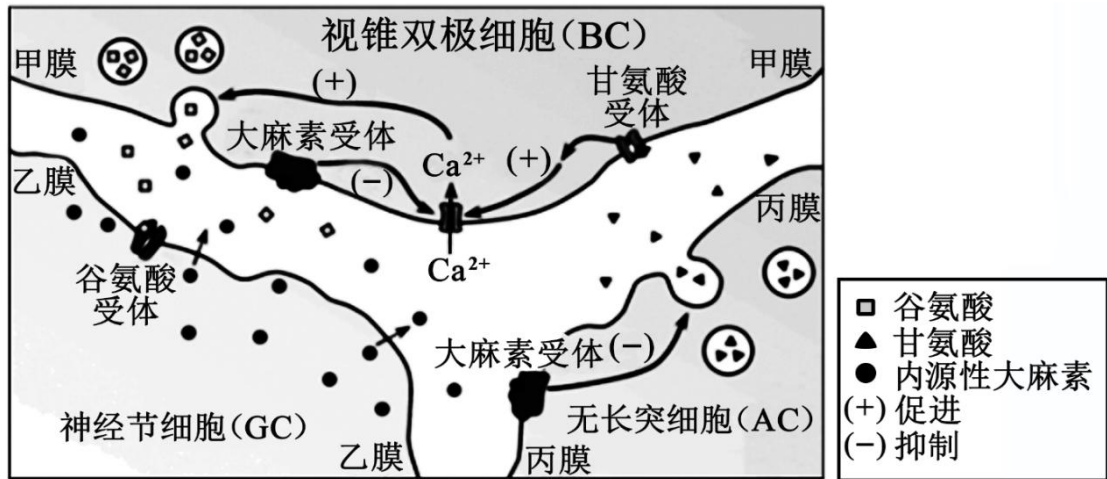 视锥双极细胞(BC)
甲膜
甲膜
(+)
甘氨酸
受体
大麻素受体
Ca²⁺
(+)
乙膜
(−)
丙膜
谷氨酸
受体
Ca²⁺
大麻素受体
(−)
神经节细胞(GC)
乙膜
丙膜
无长突细胞(AC)
谷氨酸
甘氨酸
内源性大麻素
(+)促进
(−)抑制